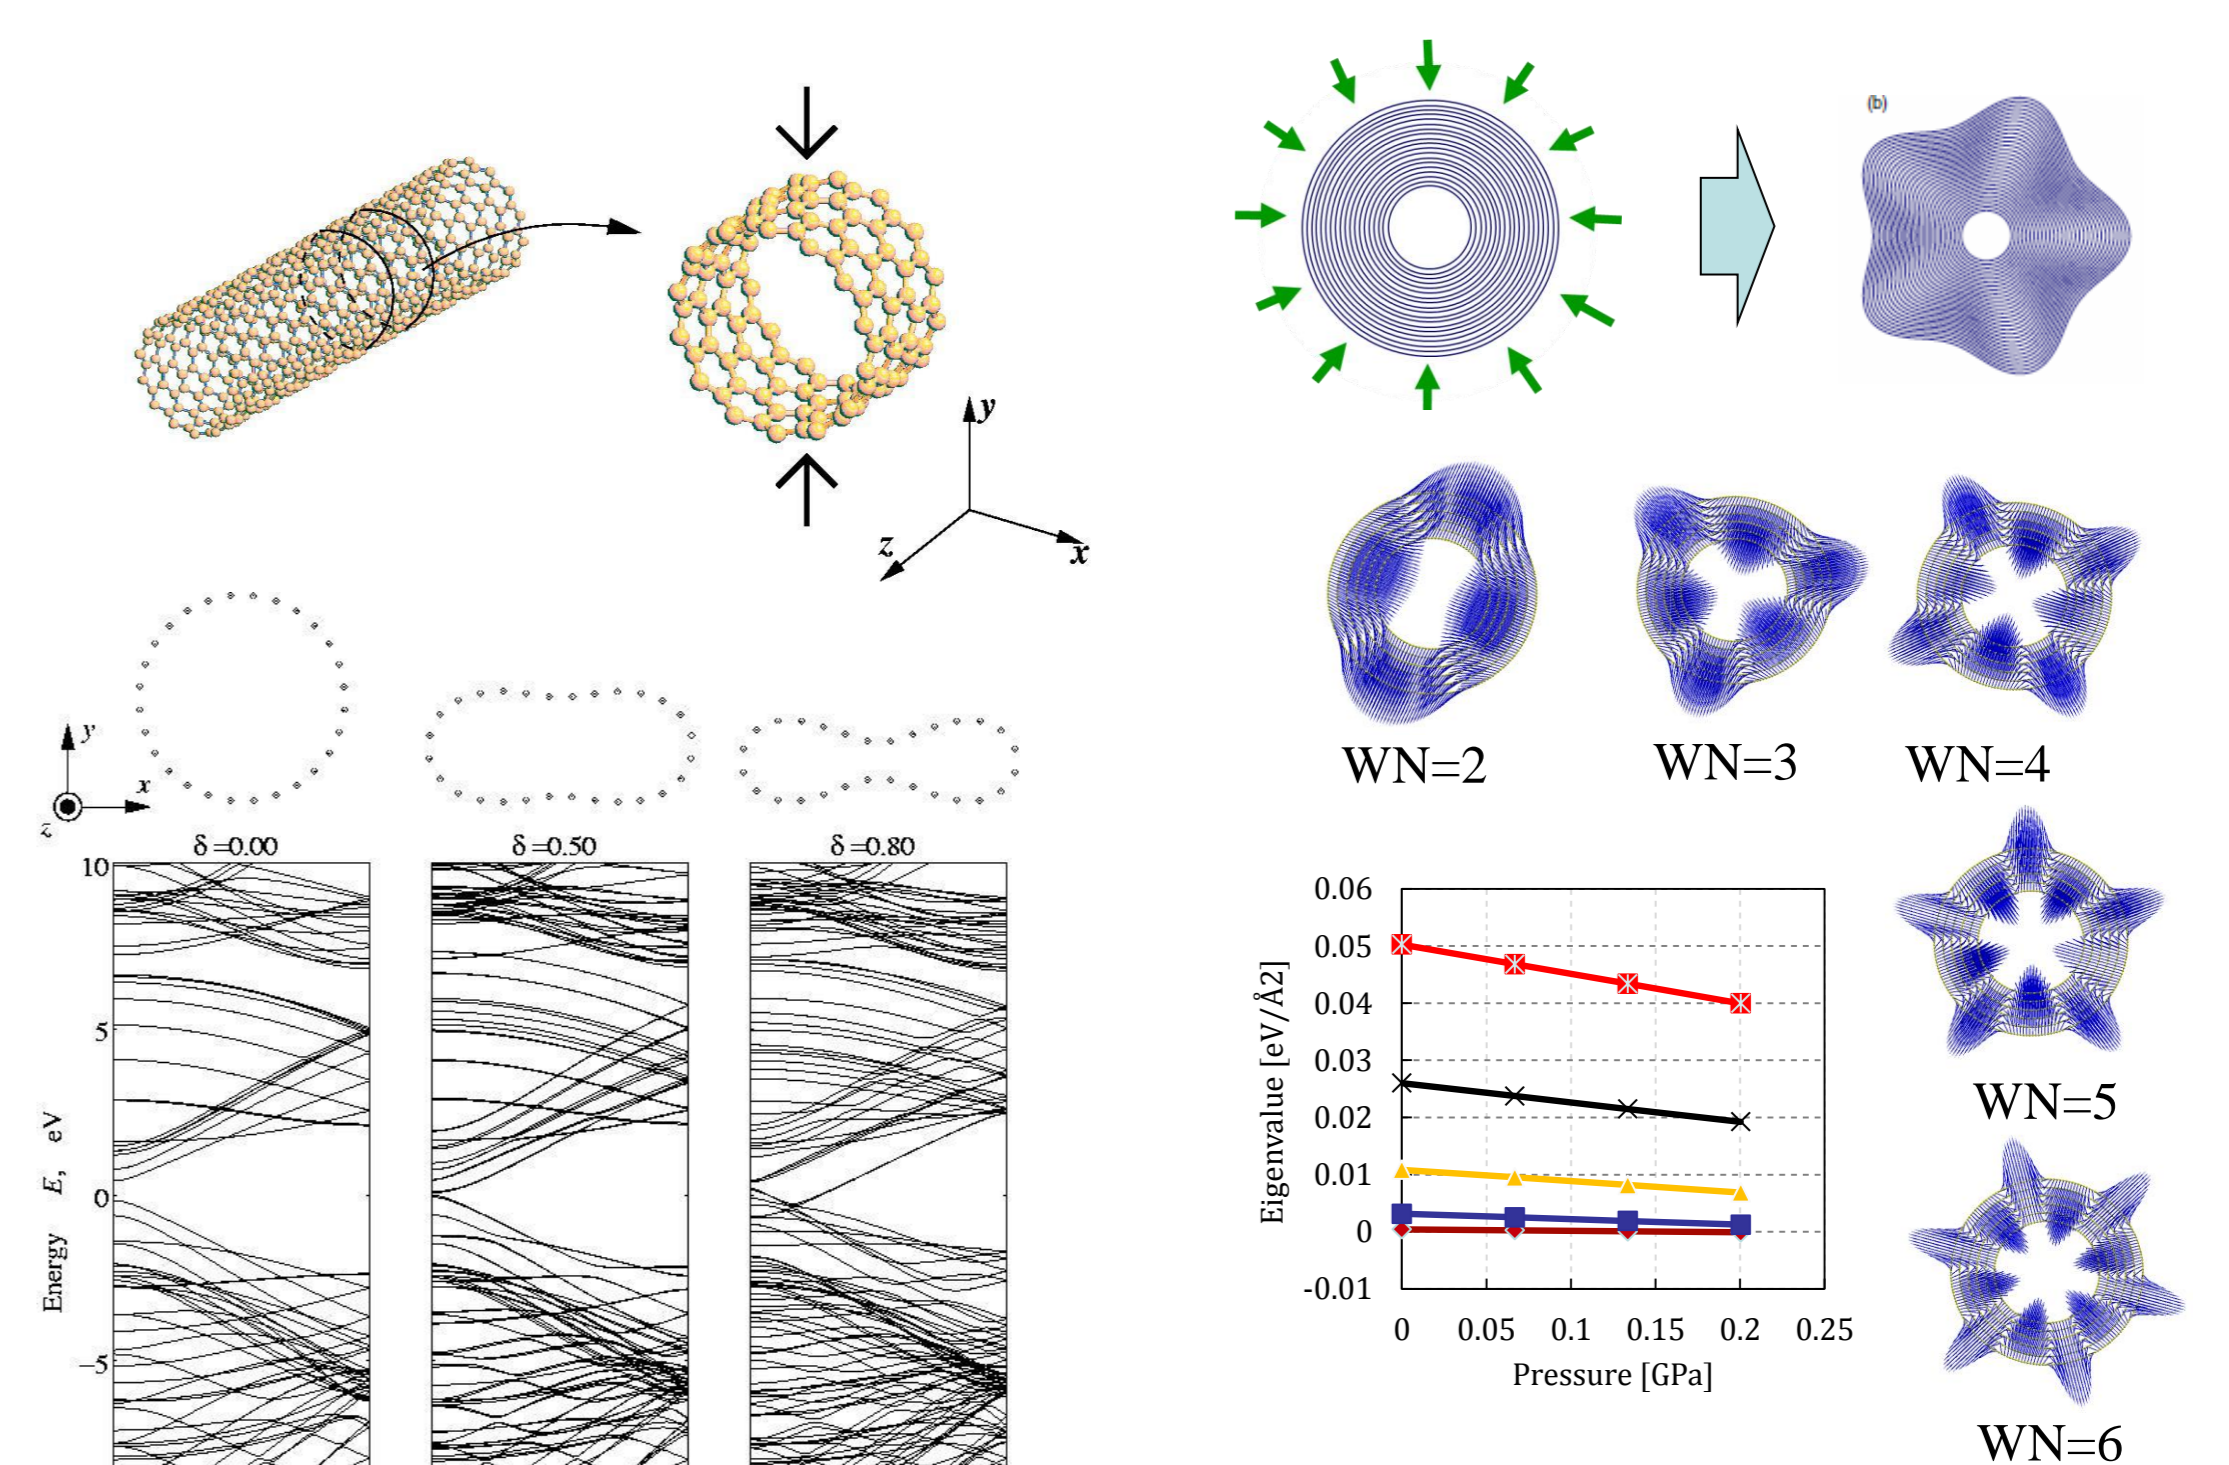 y
z
x
y
x
z
δ=0.00
δ=0.50
δ=0.80
10
5
0
−5
Energy E, eV
(b)
WN=2
WN=3
WN=4
WN=5
WN=6
0.06
0.05
0.04
0.03
0.02
0.01
0
-0.01
0 0.05 0.1 0.15 0.2 0.25
Eigenvalue [eV/Å2]
Pressure [GPa]